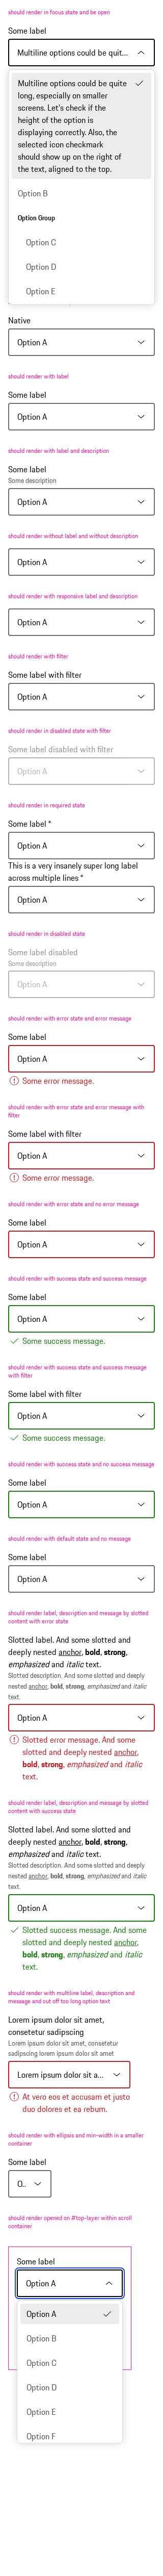 should render in focus state and be open
Some label
Multiline options could be quit...
Multiline options could be quite
long, especially on smaller
screens. Let's check if the
height of the option is
displaying correctly. Also, the
selected icon checkmark
should show up on the right of
the text, aligned to the top.
Option B
Option Group
Option C
Option D
Option E
Native
Option A
should render with label
Some label
Option A
should render with label and description
Some label
Some description
Option A
should render without label and without description
Option A
should render with responsive label and description
Option A
should render with filter
Some label with filter
Option A
should render in disabled state with filter
Some label disabled with filter
Option A
should render in required state
Some label *
Option A
This is a very insanely super long label
across multiple lines *
Option A
should render in disabled state
Some label disabled
Some description
Option A
should render with error state and error message
Some label
Option A
Some error message.
should render with error state and error message with
filter
Some label with filter
Option A
Some error message.
should render with error state and no error message
Some label
Option A
should render with success state and success message
Some label
Option A
Some success message.
should render with success state and success message
with filter
Some label with filter
Option A
Some success message.
should render with success state and no success message
Some label
Option A
should render with default state and no message
Some label
Option A
should render label, description and message by slotted
content with error state
Slotted label. And some slotted and
deeply nested anchor, bold, strong,
emphasized and italic text.
Slotted description. And some slotted and deeply
nested anchor, bold, strong, emphasized and italic
text.
Option A
Slotted error message. And some
slotted and deeply nested anchor,
bold, strong, emphasized and italic
text.
should render label, description and message by slotted
content with success state
Slotted label. And some slotted and
deeply nested anchor, bold, strong,
emphasized and italic text.
Slotted description. And some slotted and deeply
nested anchor, bold, strong, emphasized and italic
text.
Option A
Slotted success message. And some
slotted and deeply nested anchor,
bold, strong, emphasized and italic
text.
should render with multiline label, description and
message and cut off too long option text
Lorem ipsum dolor sit amet,
consetetur sadipscing
Lorem ipsum dolor sit amet, consetetur
sadipscing lorem ipsum dolor sit amet
Lorem ipsum dolor sit a...
At vero eos et accusam et justo
duo dolores et ea rebum.
should render with ellipsis and min-width in a smaller
container
Some label
O...
should render opened on #top-layer within scroll
container
Some label
Option A
Option A
Option B
Option C
Option D
Option E
Option F